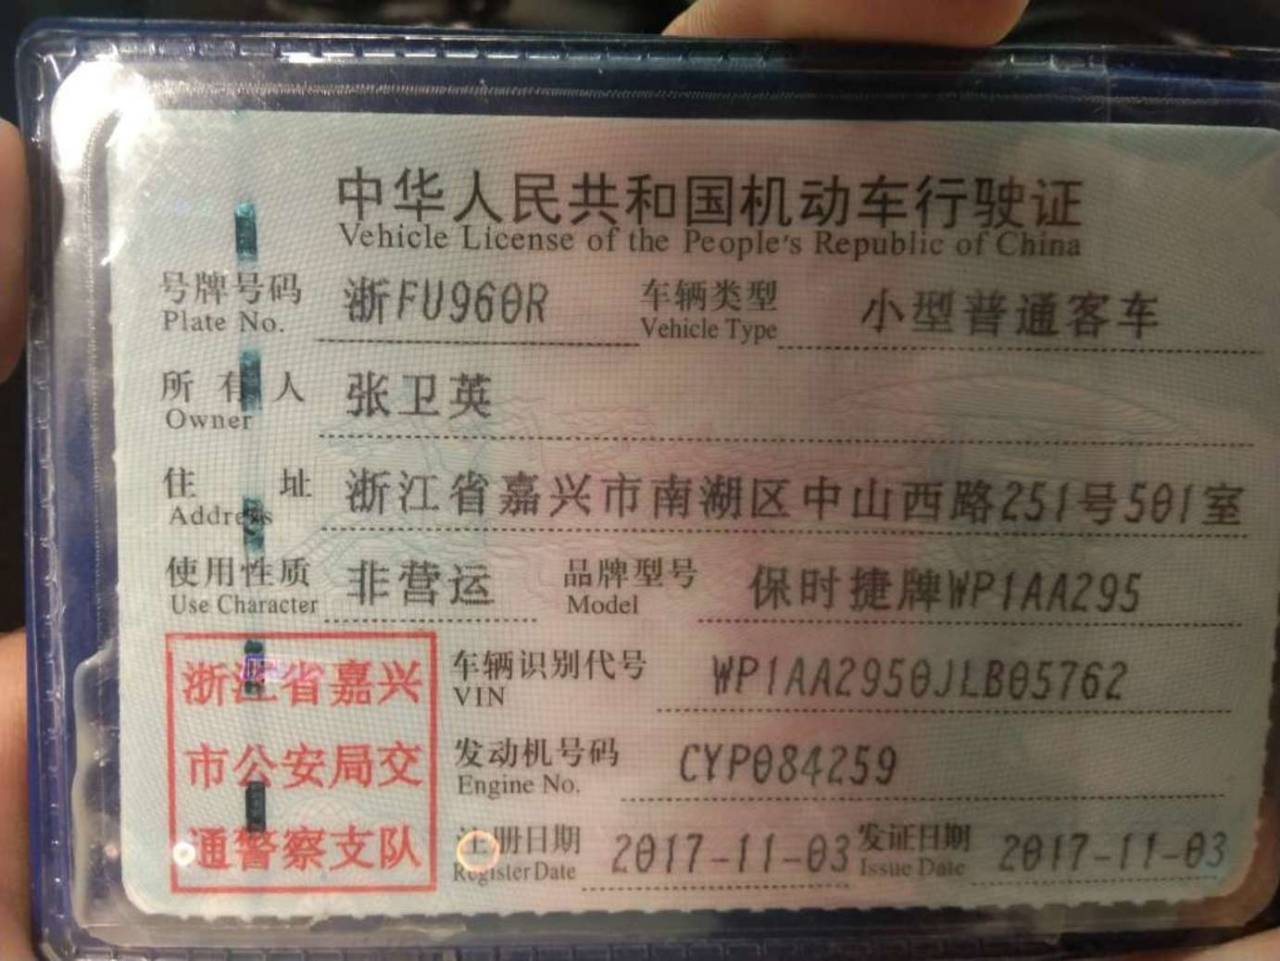 中华人民共和国机动车行驶证
Vehicle License of the People's Republic of China
号牌号码 浙FU960R 车辆类型 小型普通客车
Plate No. Vehicle Type
所有人 张卫英
Owner
住址 浙江省嘉兴市南湖区中山西路251号501室
Address
使用性质 非营运 品牌型号 保时捷牌WP1AA295
Use Character Model
浙江省嘉兴
市公安局交
通警察支队
车辆识别代号 WP1AA2950JLB05762
VIN
发动机号码 CYP084259
Engine No.
注册日期 2017-11-03 发证日期 2017-11-03
Register Date Issue Date